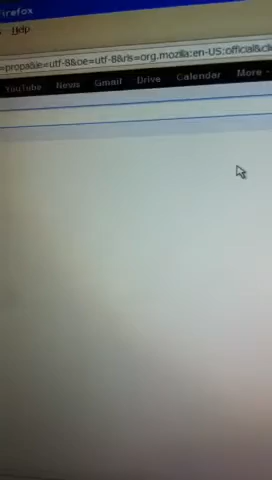 Firefox
Help
=propa&ie=utf-8&oe=utf-8&rls=org.mozilla:en-US:official&cli
YouTube News Gmail Drive Calendar More